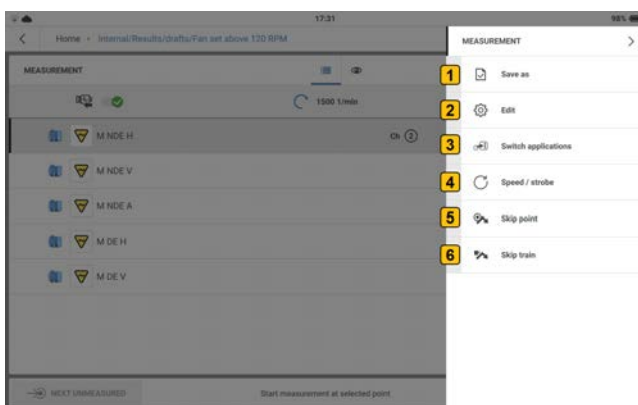 17:31
98%
Home • Internal/Results/drafts/Fan set above 120 RPM
MEASUREMENT
1500 1/min
M NDE H..
Ch 2
M NDE V
M NDE A
M DE H
M DE V
NEXT UNMEASURED
Start measurement at selected point
MEASUREMENT
1 Save as
2 Edit
3 Switch applications
4 Speed / strobe
5 Skip point
6 Skip train